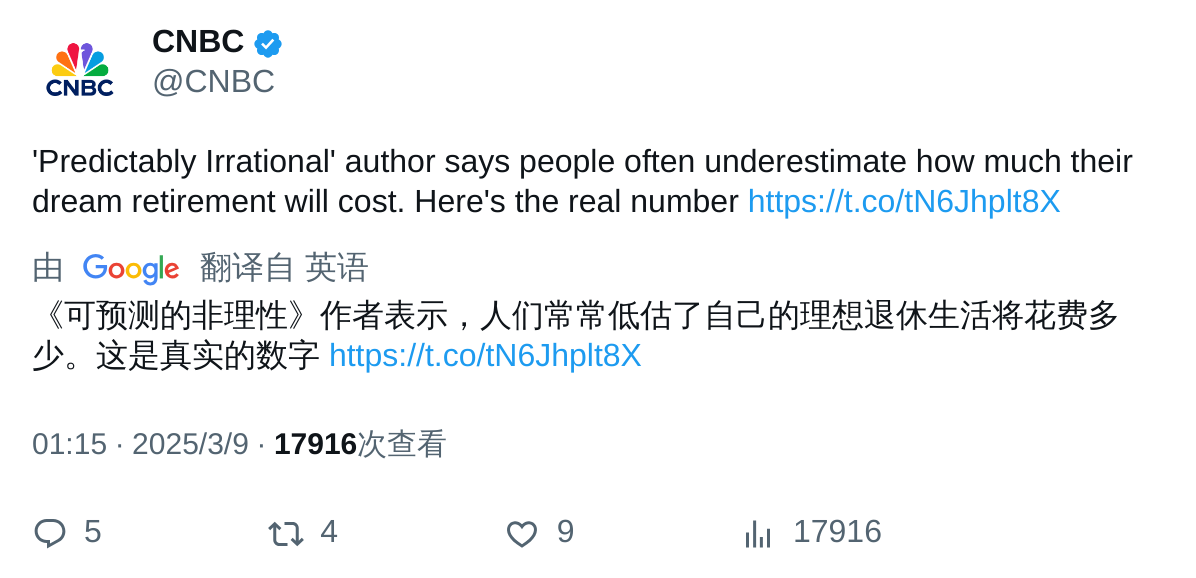 CNBC
CNBC
@CNBC
'Predictably Irrational' author says people often underestimate how much their
dream retirement will cost. Here's the real number https://t.co/tN6Jhplt8X
由 Google 翻译自 英语
《可预测的非理性》作者表示，人们常常低估了自己的理想退休生活将花费多
少。这是真实的数字 https://t.co/tN6Jhplt8X
01:15 · 2025/3/9 · 17916次查看
5 4 9 17916